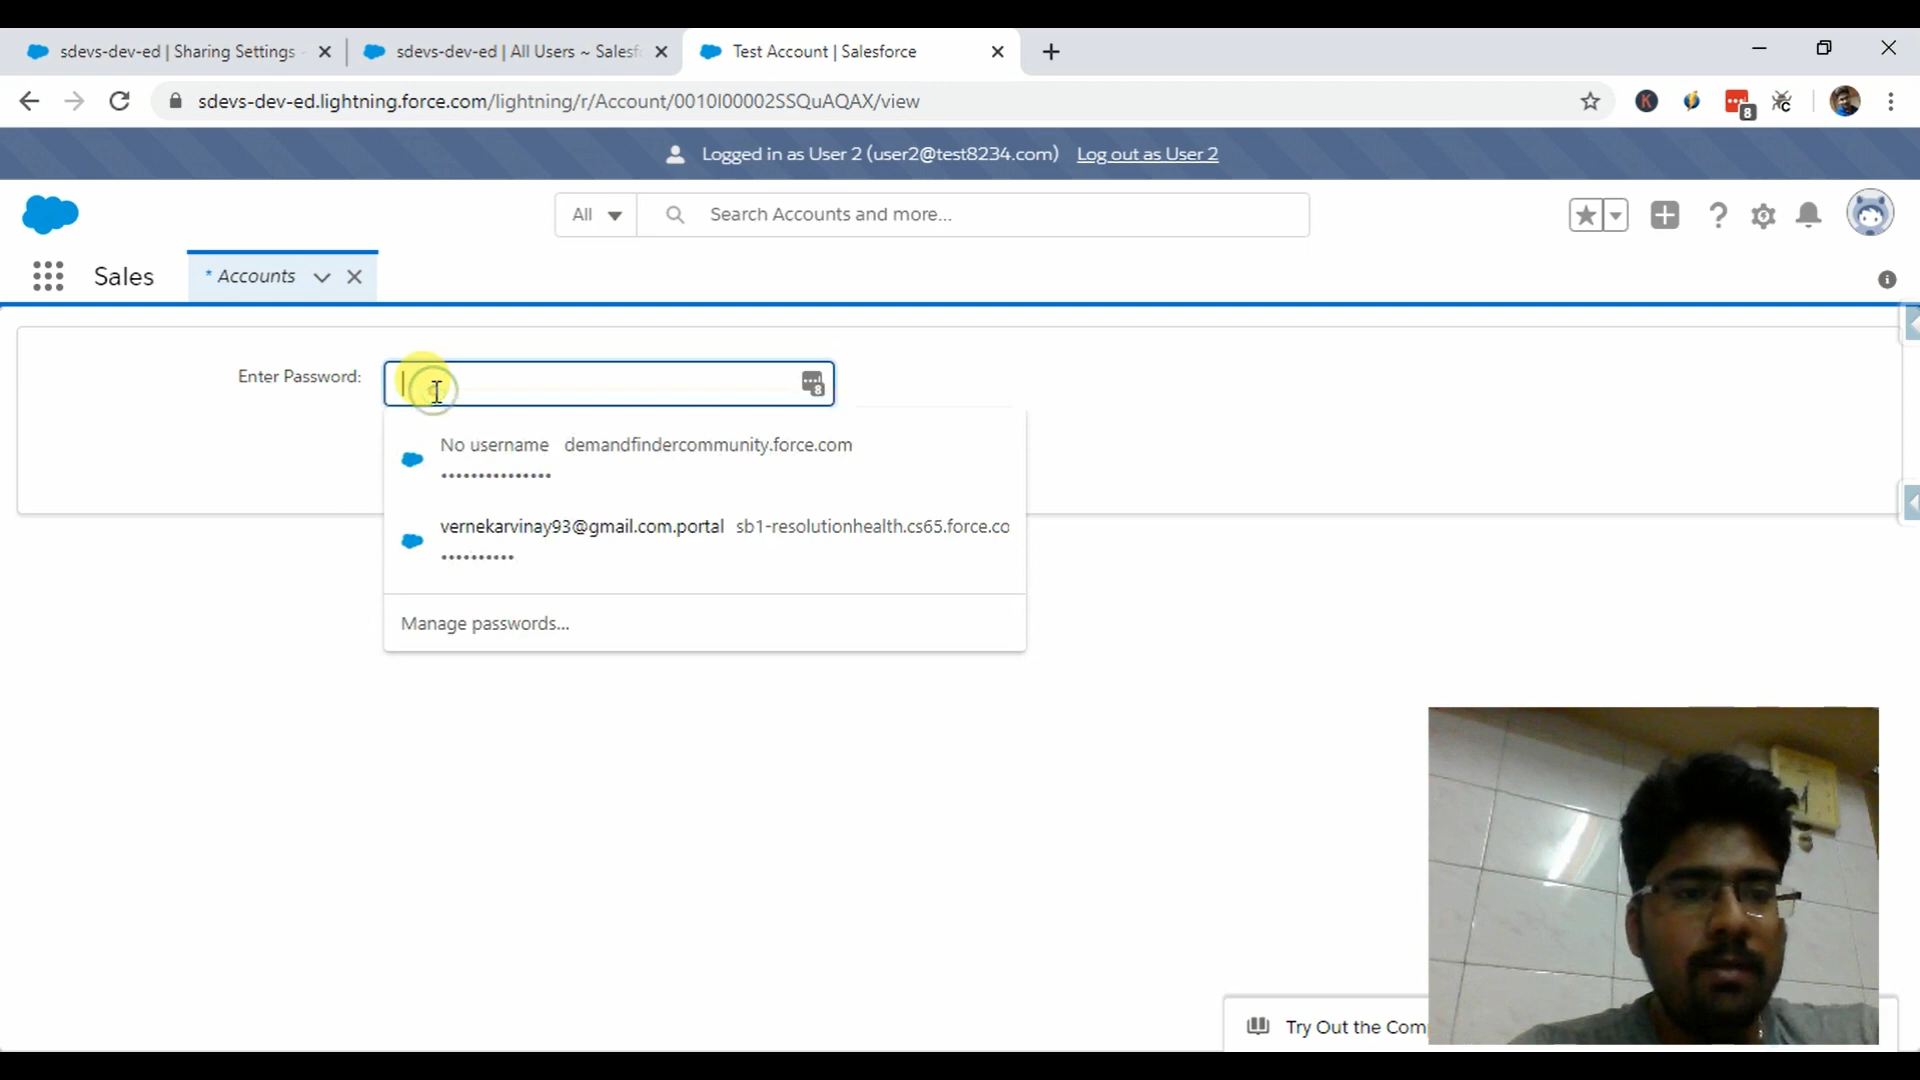 sdevs-dev-ed | Sharing Settings
sdevs-dev-ed | All Users ~ Salesf
Test Account | Salesforce
sdevs-dev-ed.lightning.force.com/lightning/r/Account/0010I00002SSQuAQAX/view
K
8
Logged in as User 2 (user2@test8234.com) Log out as User 2
All
Search Accounts and more...
Sales
* Accounts
Enter Password:
8
No username demandfindercommunity.force.com
•••••••••••••••
vernekarvinay93@gmail.com.portal sb1-resolutionhealth.cs65.force.co
••••••••••
Manage passwords...
Try Out the Com